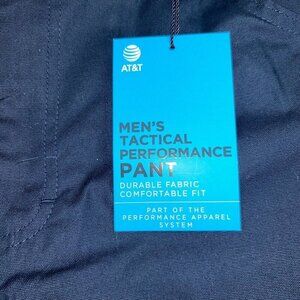 AT&T
MEN'S
TACTICAL
PERFORMANCE
PANT
DURABLE FABRIC
COMFORTABLE FIT
PART OF THE
PERFORMANCE APPAREL
SYSTEM